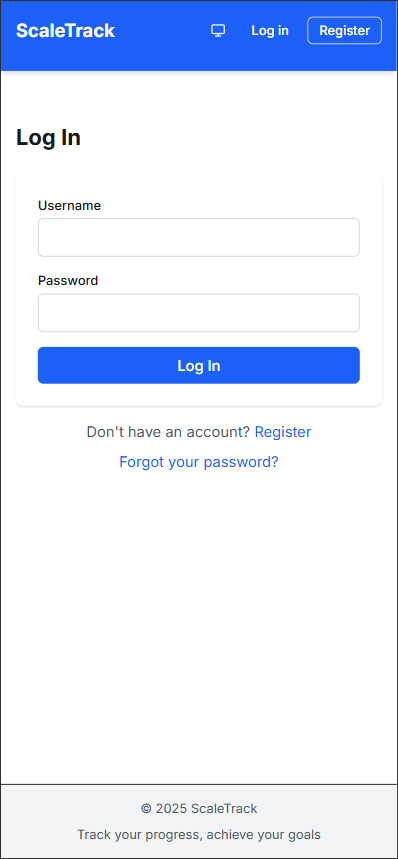 ScaleTrack Log in Register
Log In
Username
Password
Log In
Don't have an account? Register
Forgot your password?
© 2025 ScaleTrack
Track your progress, achieve your goals